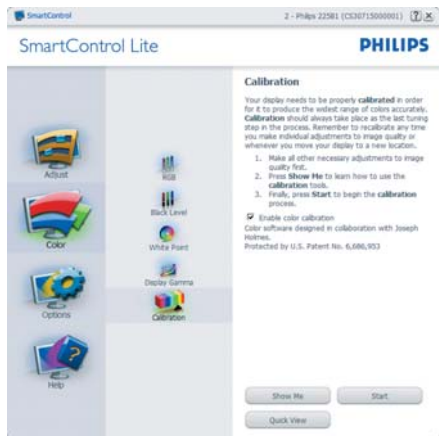 SmartControl
2 - Philips 225B1 (CS30715000001)
SmartControl Lite
PHILIPS
Adjust
Color
Options
Help
RGB
Black Level
White Point
Display Gamma
Calibration
Calibration
Your display needs to be properly calibrated in order
for it to produce the widest range of colors accurately.
Calibration should always take place as the last tuning
step in the process. Remember to recalibrate any time
you make individual adjustments to image quality or
whenever you move your display to a new location.
1. Make all other necessary adjustments to image
quality first.
2. Press Show Me to learn how to use the
calibration tools.
3. Finally, press Start to begin the calibration
process.
Enable color calibration
Color software designed in collaboration with Joseph
Holmes.
Protected by U.S. Patent No. 6,686,953
Show Me
Start
Quick View